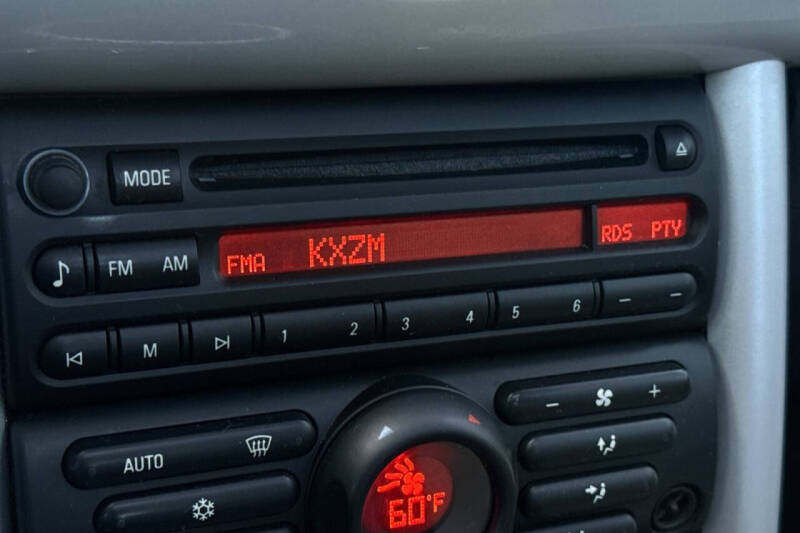 MODE
FMA KXZM RDS PTY
FM AM
M 1 2 3 4 5 6
− +
AUTO
60°F